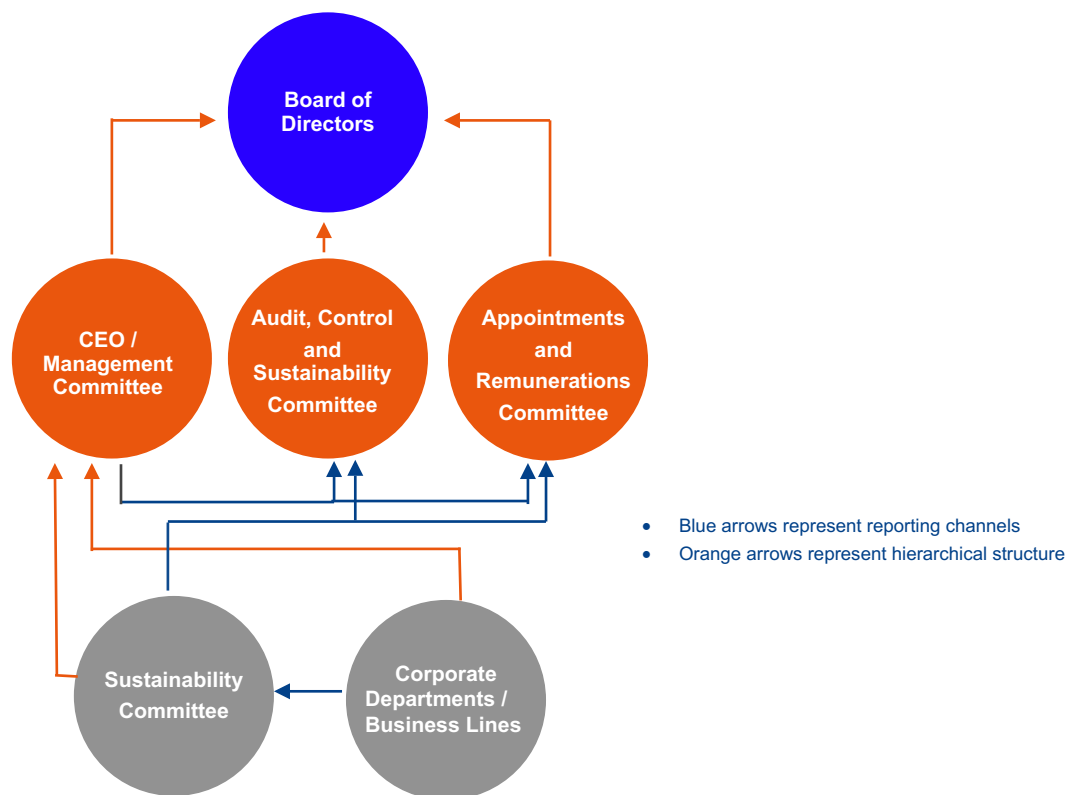 Board of
Directors
CEO /
Management
Committee
Audit, Control
and
Sustainability
Committee
Appointments
and
Remunerations
Committee
• Blue arrows represent reporting channels
• Orange arrows represent hierarchical structure
Sustainability
Committee
Corporate
Departments /
Business Lines